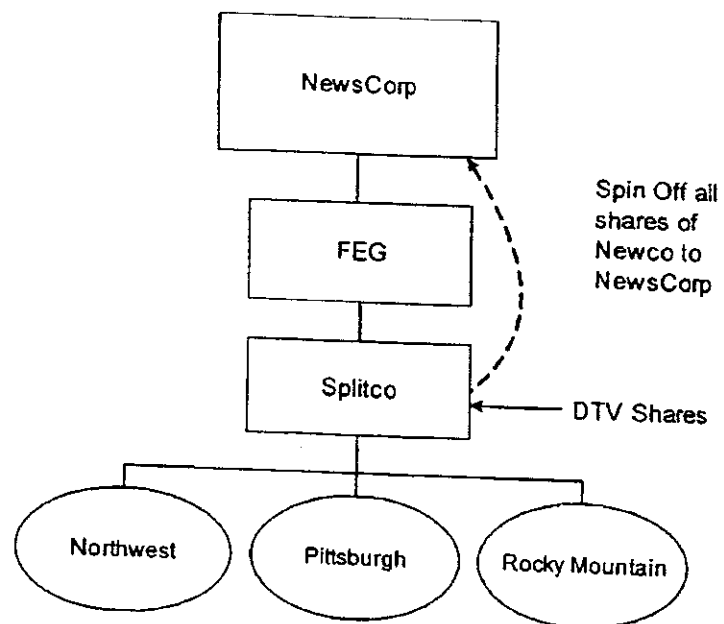 NewsCorp
Spin Off all
shares of
Newco to
NewsCorp
FEG
Splitco
DTV Shares
Northwest
Pittsburgh
Rocky Mountain